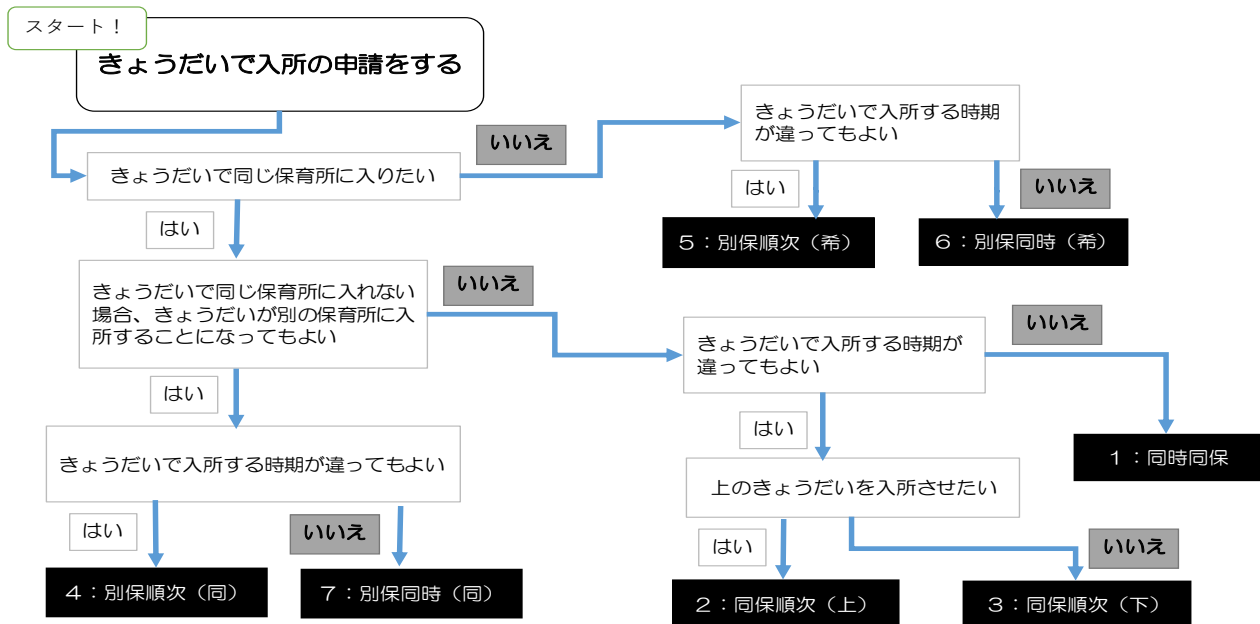 スタート！
きょうだいで入所の申請をする
きょうだいで同じ保育所に入りたい
いいえ
はい
きょうだいで入所する時期
が違ってもよい
はい
いいえ
５：別保順次（希）
６：別保同時（希）
きょうだいで同じ保育所に入れない
場合、きょうだいが別の保育所に入
所することになってもよい
いいえ
はい
きょうだいで入所する時期が
違ってもよい
いいえ
はい
１：同時同保
きょうだいで入所する時期が違ってもよい
はい
いいえ
４：別保順次（同）
７：別保同時（同）
上のきょうだいを入所させたい
はい
いいえ
２：同保順次（上）
３：同保順次（下）